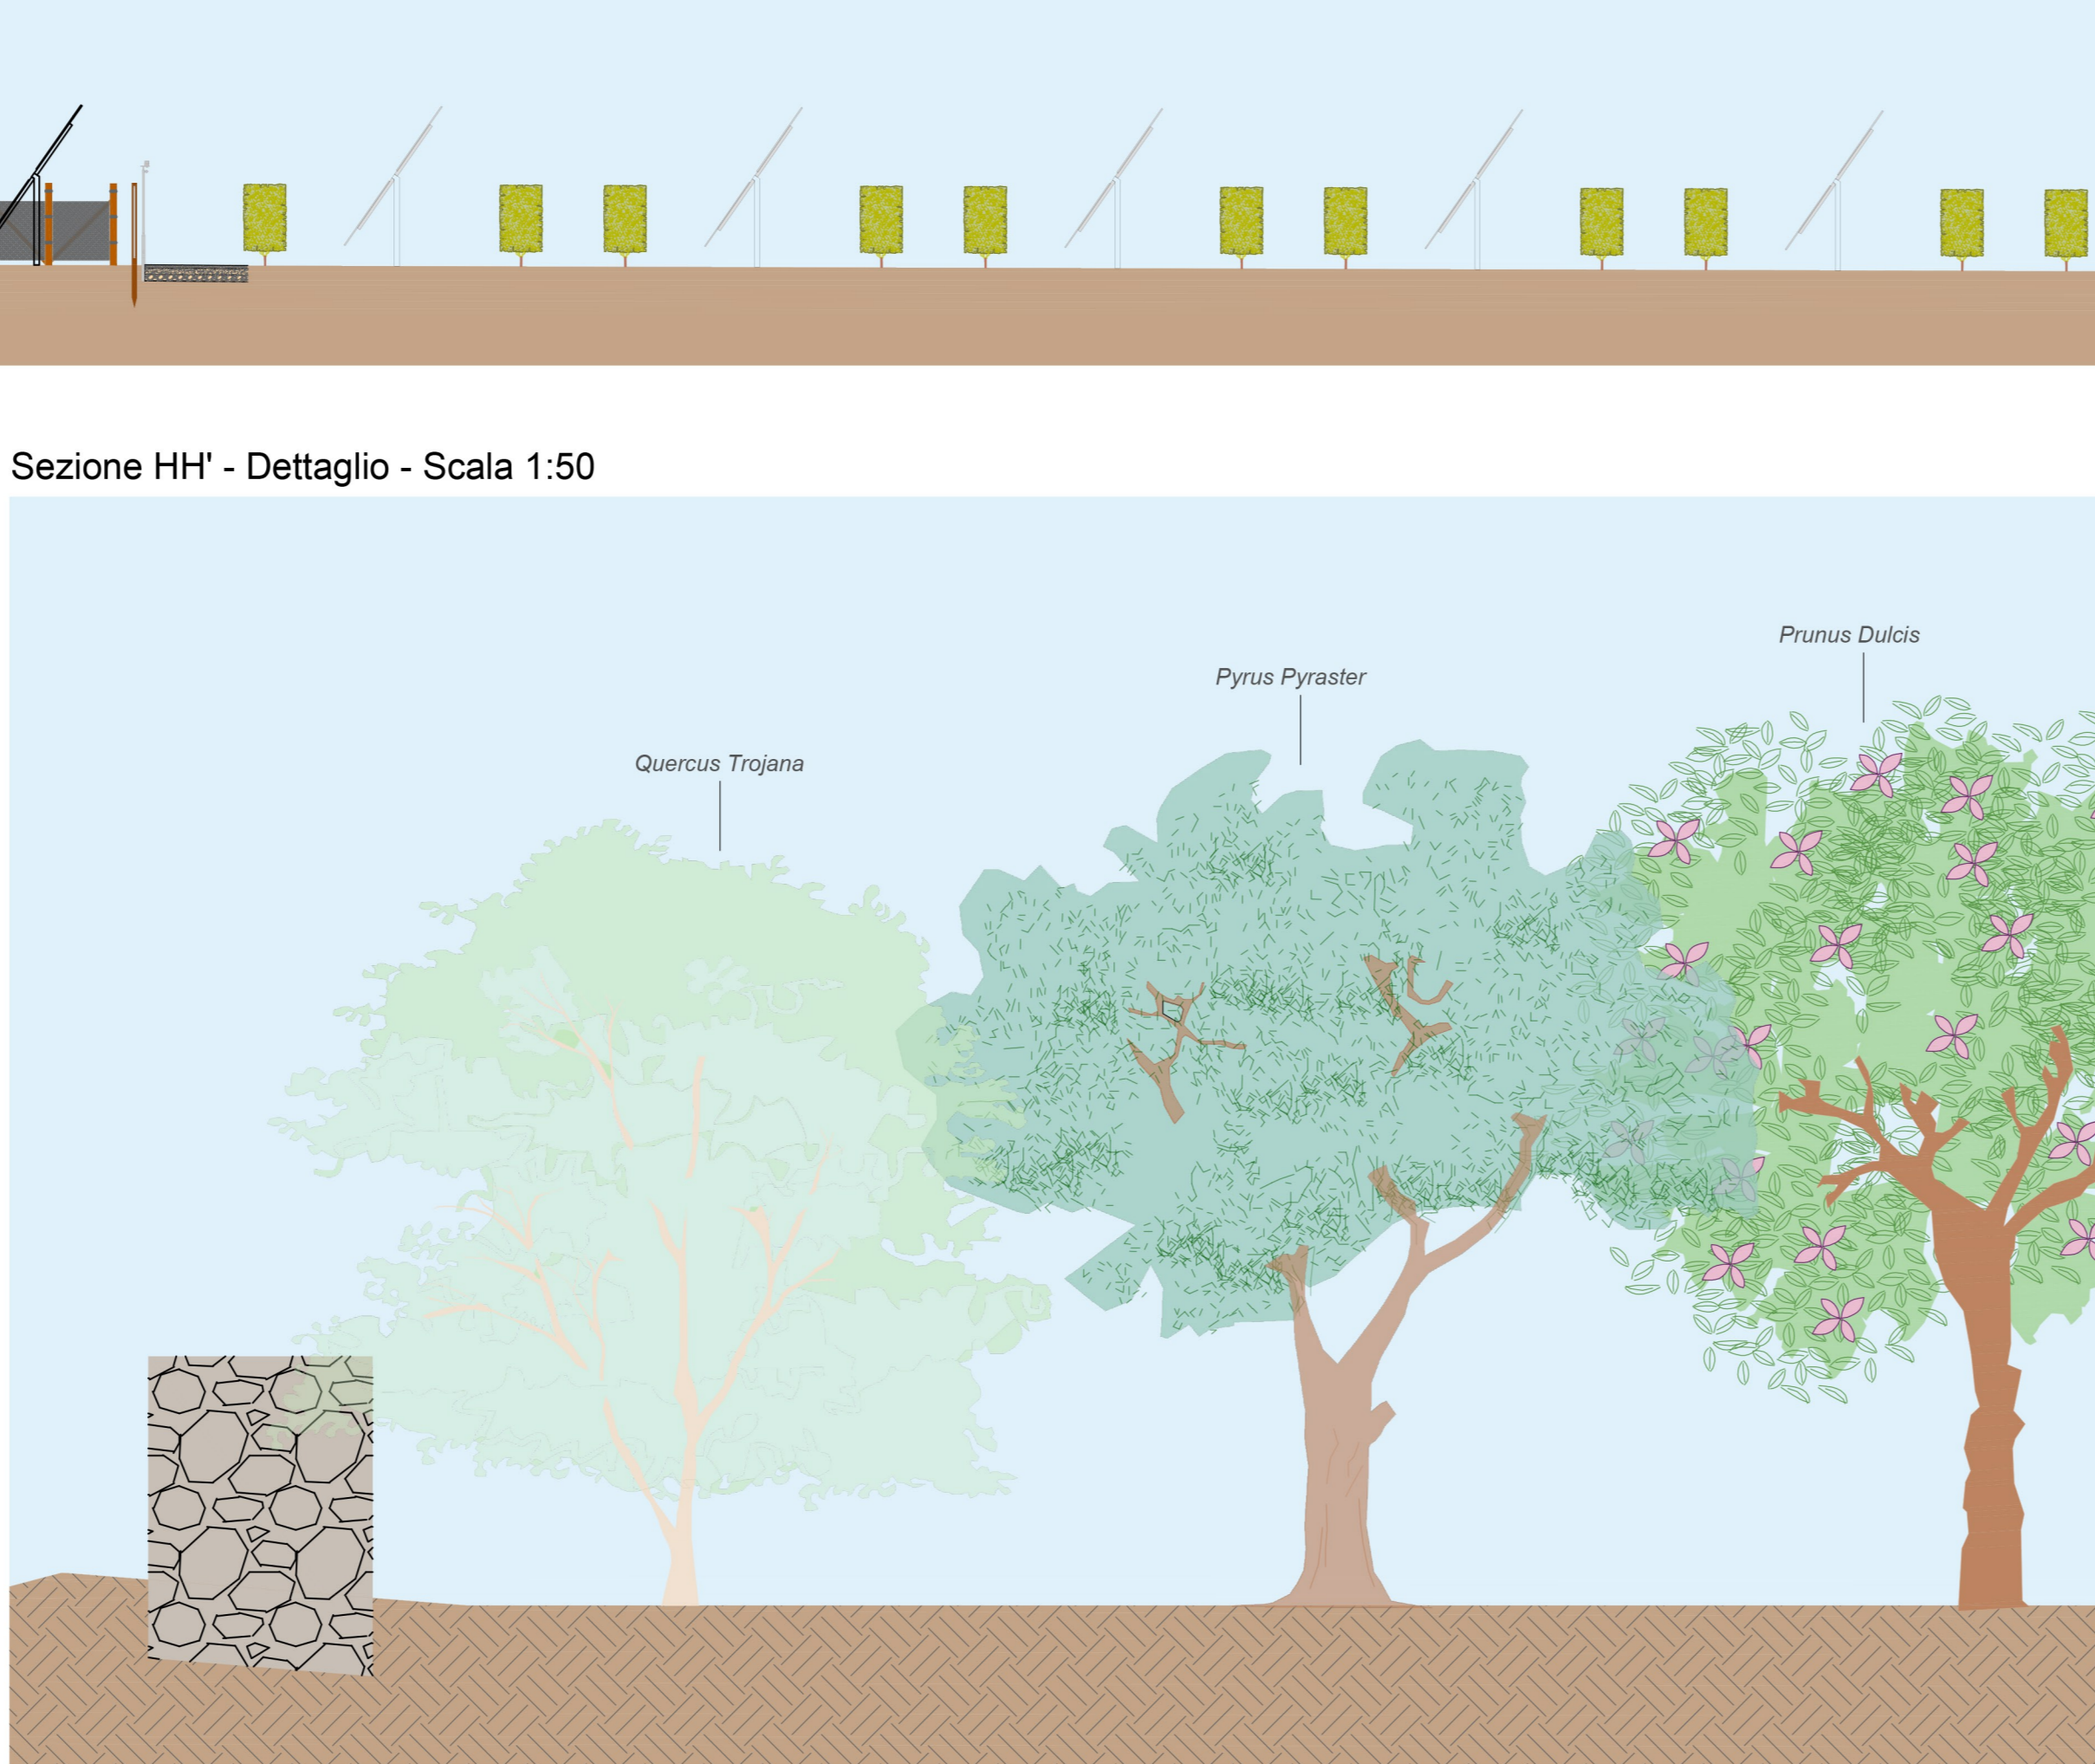 Sezione HH' - Dettaglio - Scala 1:50
Prunus Dulcis
Pyrus Pyraster
Quercus Trojana